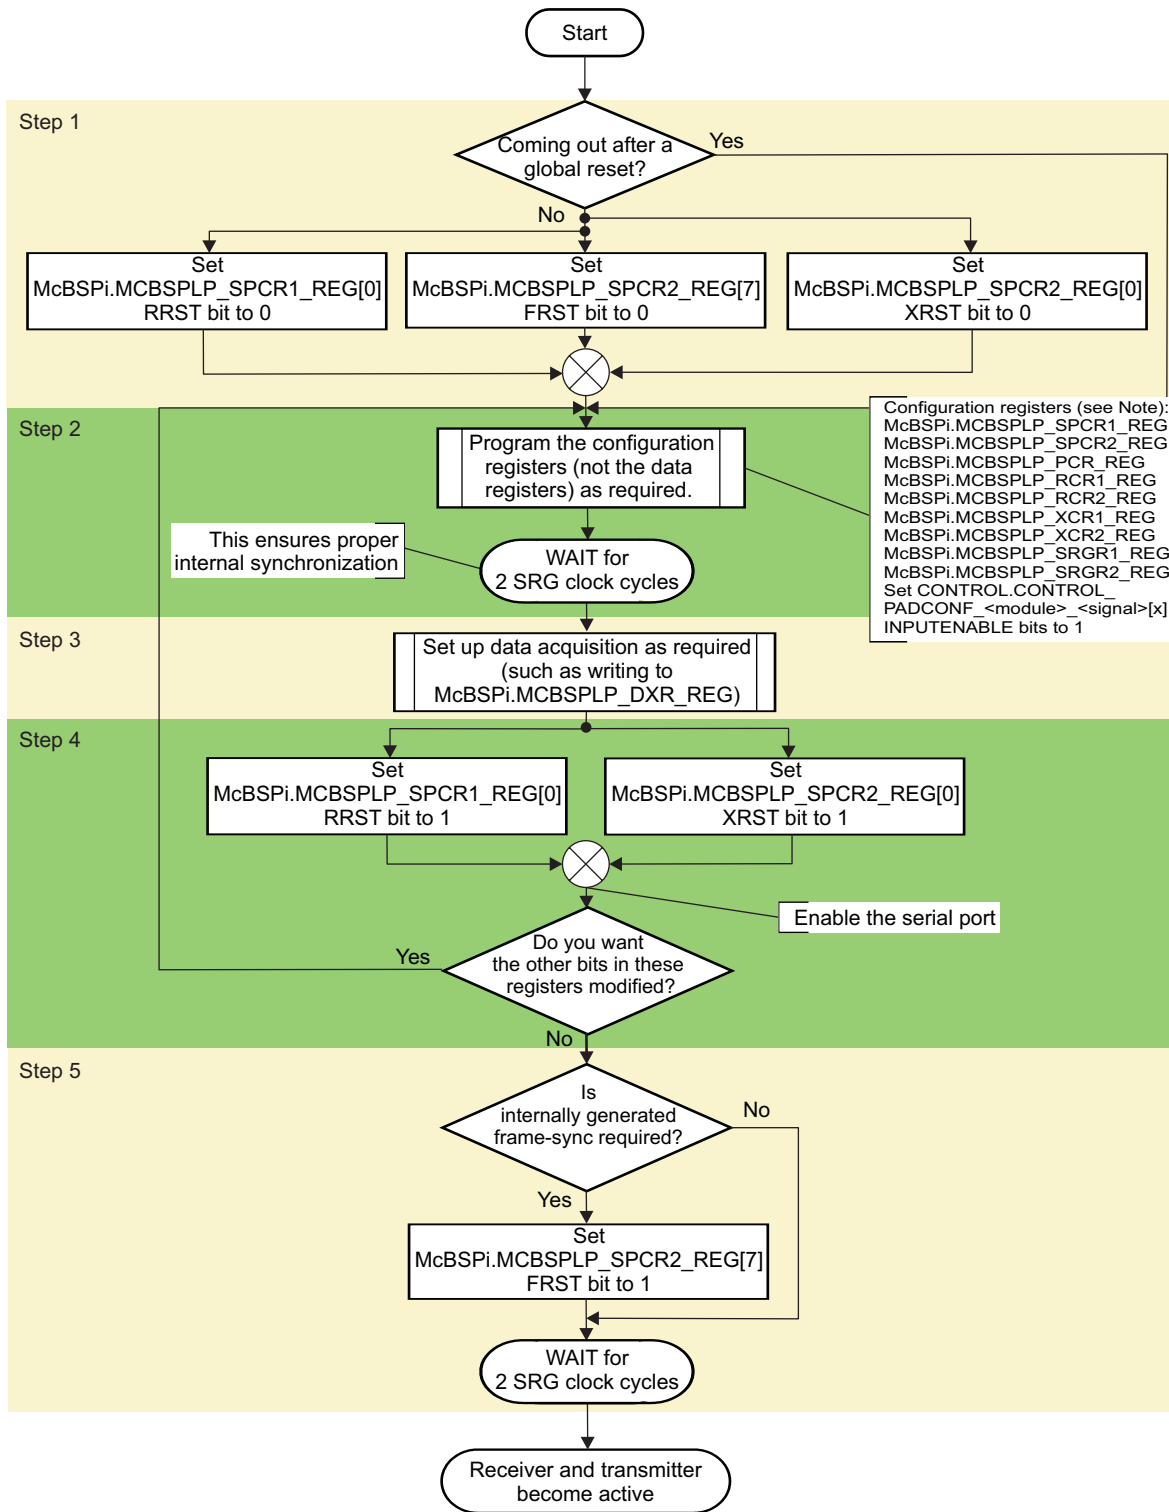 Start
Step 1
Coming out after a
global reset?
Yes
No
Set
McBSPi.MCBSPLP_SPCR1_REG[0]
RRST bit to 0
Set
McBSPi.MCBSPLP_SPCR2_REG[7]
FRST bit to 0
Set
McBSPi.MCBSPLP_SPCR2_REG[0]
XRST bit to 0
Step 2
Program the configuration
registers (not the data
registers) as required.
Configuration registers (see Note):
McBSPi.MCBSPLP_SPCR1_REG
McBSPi.MCBSPLP_SPCR2_REG
McBSPi.MCBSPLP_PCR_REG
McBSPi.MCBSPLP_RCR1_REG
McBSPi.MCBSPLP_RCR2_REG
McBSPi.MCBSPLP_XCR1_REG
McBSPi.MCBSPLP_XCR2_REG
McBSPi.MCBSPLP_SRGR1_REG
McBSPi.MCBSPLP_SRGR2_REG
Set CONTROL.CONTROL_
PADCONF_<module>_<signal>[x]
INPUTENABLE bits to 1
This ensures proper
internal synchronization
WAIT for
2 SRG clock cycles
Step 3
Set up data acquisition as required
(such as writing to
McBSPi.MCBSPLP_DXR_REG)
Step 4
Set
McBSPi.MCBSPLP_SPCR1_REG[0]
RRST bit to 1
Set
McBSPi.MCBSPLP_SPCR2_REG[0]
XRST bit to 1
Enable the serial port
Do you want
the other bits in these
registers modified?
Yes
No
Step 5
Is
internally generated
frame-sync required?
No
Yes
Set
McBSPi.MCBSPLP_SPCR2_REG[7]
FRST bit to 1
WAIT for
2 SRG clock cycles
Receiver and transmitter
become active